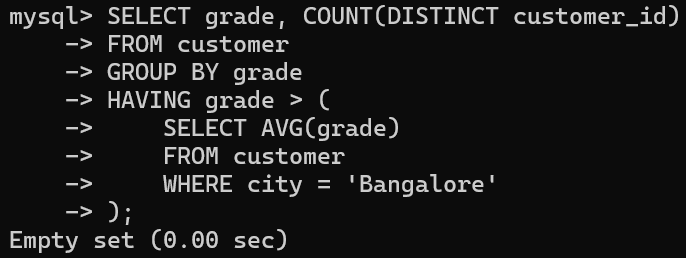 mysql> SELECT grade, COUNT(DISTINCT customer_id)
    -> FROM customer
    -> GROUP BY grade
    -> HAVING grade > (
    ->     SELECT AVG(grade)
    ->     FROM customer
    ->     WHERE city = 'Bangalore'
    -> );
Empty set (0.00 sec)